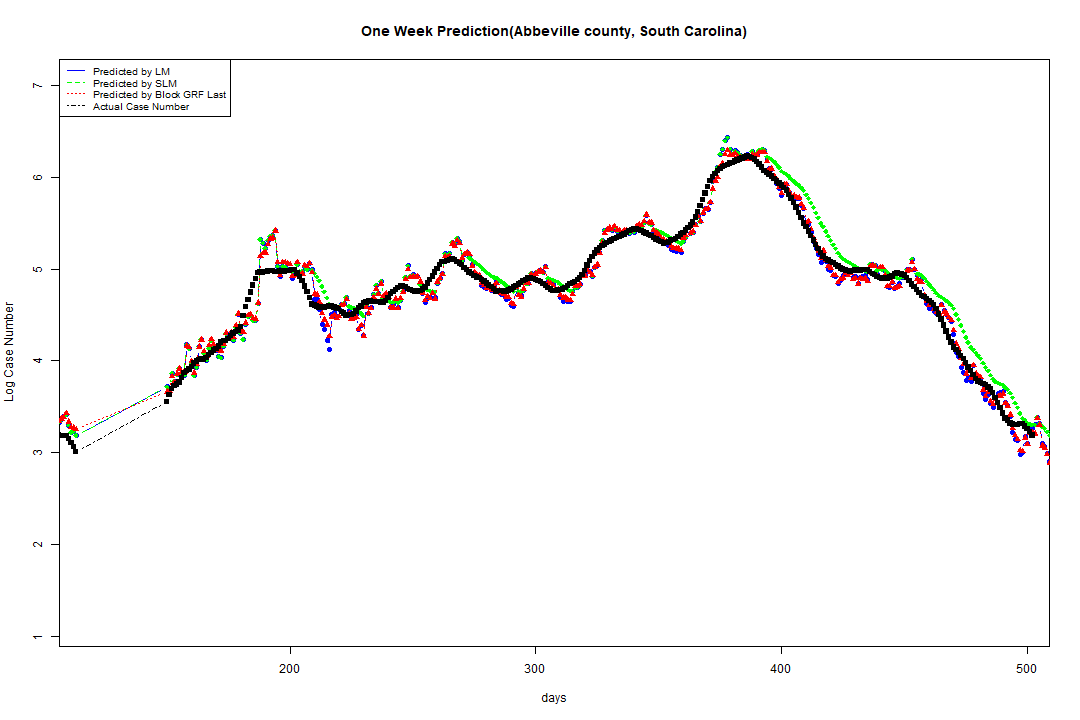 One Week Prediction(Abbeville county, South Carolina)
Predicted by LM
Predicted by SLM
Predicted by Block GRF Last
Actual Case Number
7
6
5
4
3
2
1
Log Case Number
200 300 400 500
days